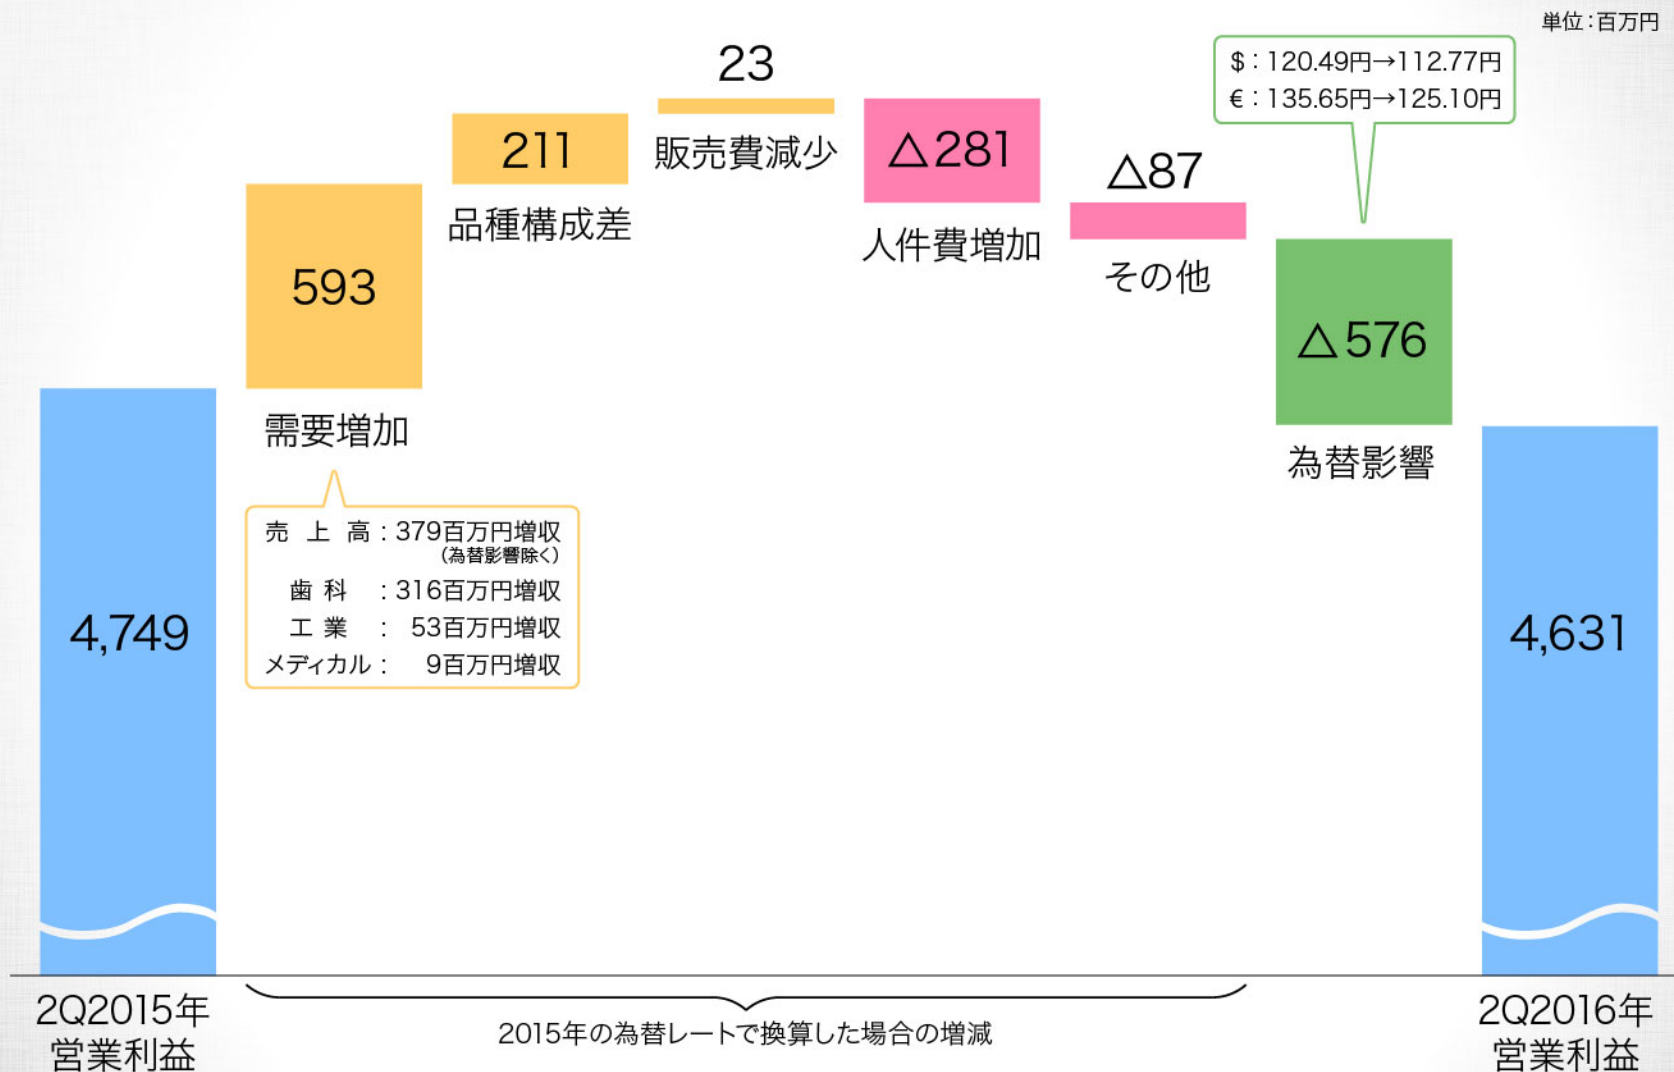 単位：百万円
$：120.49円→112.77円
€：135.65円→125.10円
23
販売費減少
211
品種構成差
△281
人件費増加
△87
その他
593
需要増加
△576
為替影響
売上高：379百万円増収
（為替影響除く）
歯科：316百万円増収
工業：53百万円増収
メディカル：9百万円増収
4,749
4,631
2Q2015年
営業利益
2015年の為替レートで換算した場合の増減
2Q2016年
営業利益